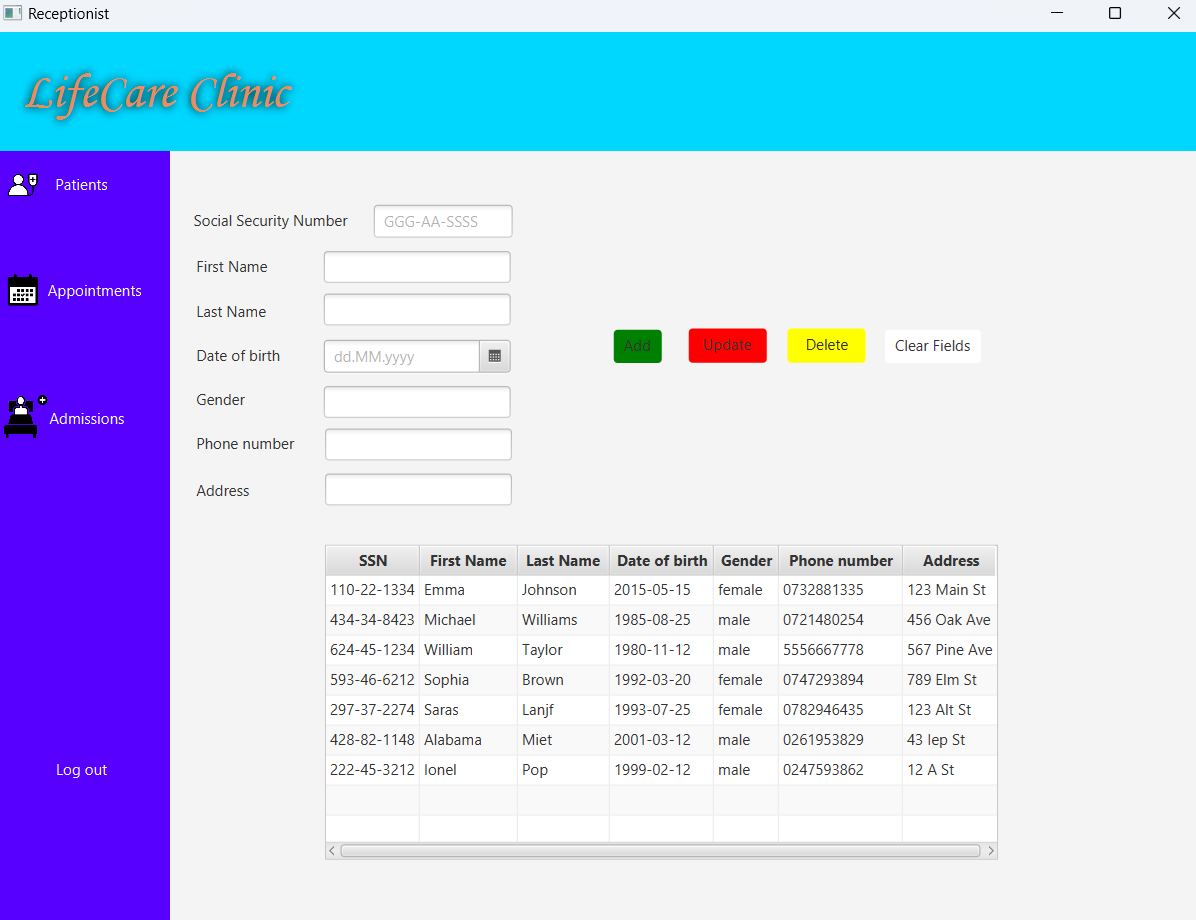 Receptionist
LifeCare Clinic
Patients
Appointments
Admissions
Log out
Social Security Number GGG-AA-SSSS
First Name
Last Name
Date of birth dd.MM.yyyy
Gender
Phone number
Address
Add Update Delete Clear Fields
SSN First Name Last Name Date of birth Gender Phone number Address
110-22-1334 Emma Johnson 2015-05-15 female 0732881335 123 Main St
434-34-8423 Michael Williams 1985-08-25 male 0721480254 456 Oak Ave
624-45-1234 William Taylor 1980-11-12 male 5556667778 567 Pine Ave
593-46-6212 Sophia Brown 1992-03-20 female 0747293894 789 Elm St
297-37-2274 Saras Lanjf 1993-07-25 female 0782946435 123 Alt St
428-82-1148 Alabama Miet 2001-03-12 male 0261953829 43 Iep St
222-45-3212 Ionel Pop 1999-02-12 male 0247593862 12 A St